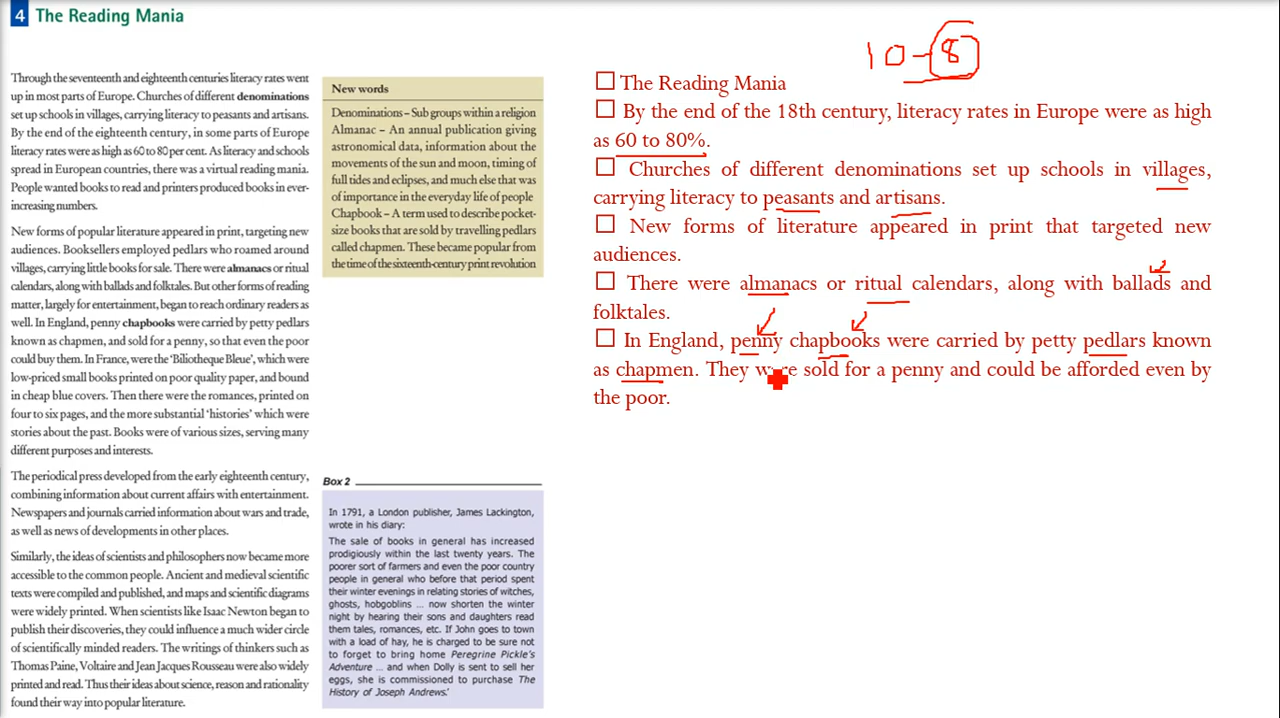 4 The Reading Mania
Through the seventeenth and eighteenth centuries literacy rates went
up in most parts of Europe. Churches of different denominations
set up schools in villages, carrying literacy to peasants and artisans.
By the end of the eighteenth century, in some parts of Europe
literacy rates were as high as 60 to 80 per cent. As literacy and schools
spread in European countries, there was a virtual reading mania.
People wanted books to read and printers produced books in ever-
increasing numbers.
New forms of popular literature appeared in print, targeting new
audiences. Booksellers employed pedlars who roamed around
villages, carrying little books for sale. There were almanacs or ritual
calendars, along with ballads and folktales. But other forms of reading
matter, largely for entertainment, began to reach ordinary readers as
well. In England, penny chapbooks were carried by petty pedlars
known as chapmen, and sold for a penny, so that even the poor
could buy them. In France, were the 'Biliotheque Bleue', which were
low-priced small books printed on poor quality paper, and bound
in cheap blue covers. Then there were the romances, printed on
four to six pages, and the more substantial 'histories' which were
stories about the past. Books were of various sizes, serving many
different purposes and interests.
The periodical press developed from the early eighteenth century,
combining information about current affairs with entertainment.
Newspapers and journals carried information about wars and trade,
as well as news of developments in other places.
Similarly, the ideas of scientists and philosophers now became more
accessible to the common people. Ancient and medieval scientific
texts were compiled and published, and maps and scientific diagrams
were widely printed. When scientists like Isaac Newton began to
publish their discoveries, they could influence a much wider circle
of scientifically minded readers. The writings of thinkers such as
Thomas Paine, Voltaire and Jean Jacques Rousseau were also widely
printed and read. Thus their ideas about science, reason and rationality
found their way into popular literature.
New words
Denominations – Sub groups within a religion
Almanac – An annual publication giving
astronomical data, information about the
movements of the sun and moon, timing of
full tides and eclipses, and much else that was
of importance in the everyday life of people
Chapbook – A term used to describe pocket-
size books that are sold by travelling pedlars
called chapmen. These became popular from
the time of the sixteenth-century print revolution
Box 2
In 1791, a London publisher, James Lackington,
wrote in his diary:
The sale of books in general has increased
prodigiously within the last twenty years. The
poorer sort of farmers and even the poor country
people in general who before that period spent
their winter evenings in relating stories of witches,
ghosts, hobgoblins ... now shorten the winter
night by hearing their sons and daughters read
them tales, romances, etc. If John goes to town
with a load of hay, he is charged to be sure not
to forget to bring home Peregrine Pickle's
Adventure ... and when Dolly is sent to sell her
eggs, she is commissioned to purchase The
History of Joseph Andrews.'
10 - 8
☐ The Reading Mania
☐ By the end of the 18th century, literacy rates in Europe were as high
as 60 to 80%.
☐ Churches of different denominations set up schools in villages,
carrying literacy to peasants and artisans.
☐ New forms of literature appeared in print that targeted new
audiences.
☐ There were almanacs or ritual calendars, along with ballads and
folktales.
☐ In England, penny chapbooks were carried by petty pedlars known
as chapmen. They were sold for a penny and could be afforded even by
the poor.